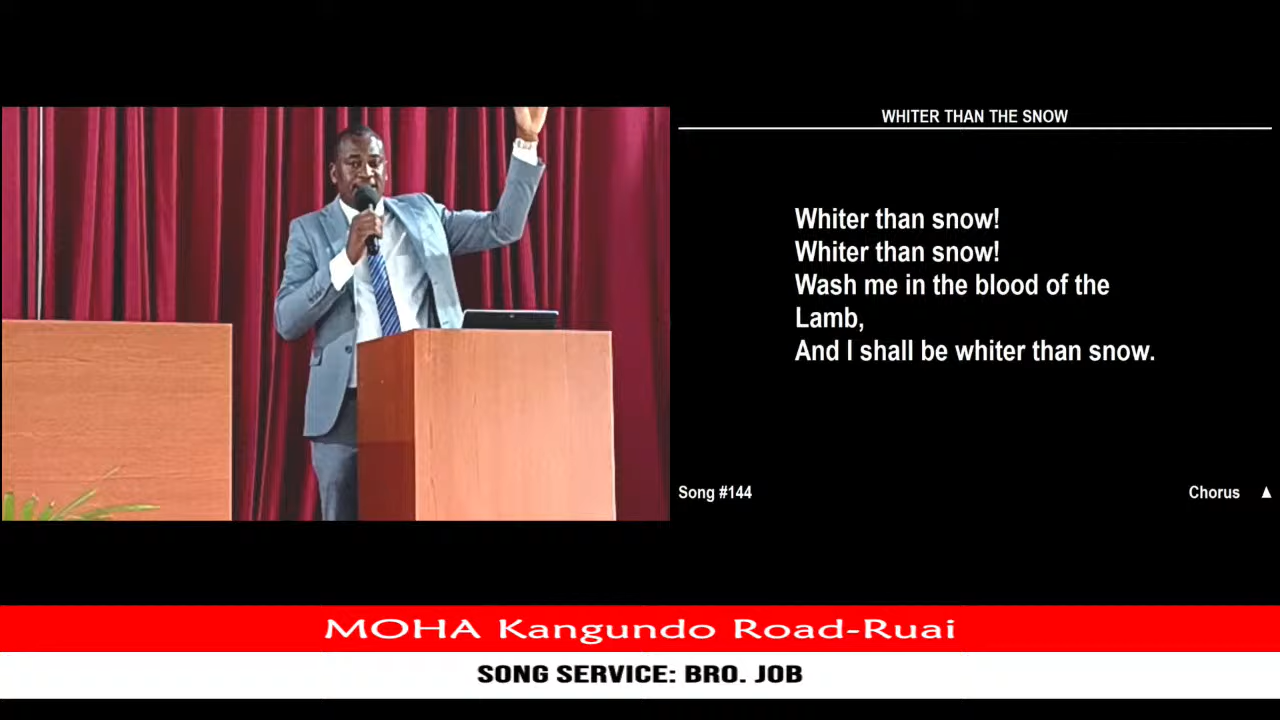 WHITER THAN THE SNOW
Whiter than snow!
Whiter than snow!
Wash me in the blood of the
Lamb,
And I shall be whiter than snow.
Song #144
Chorus ▲
MOHA Kangundo Road-Ruai
SONG SERVICE: BRO. JOB